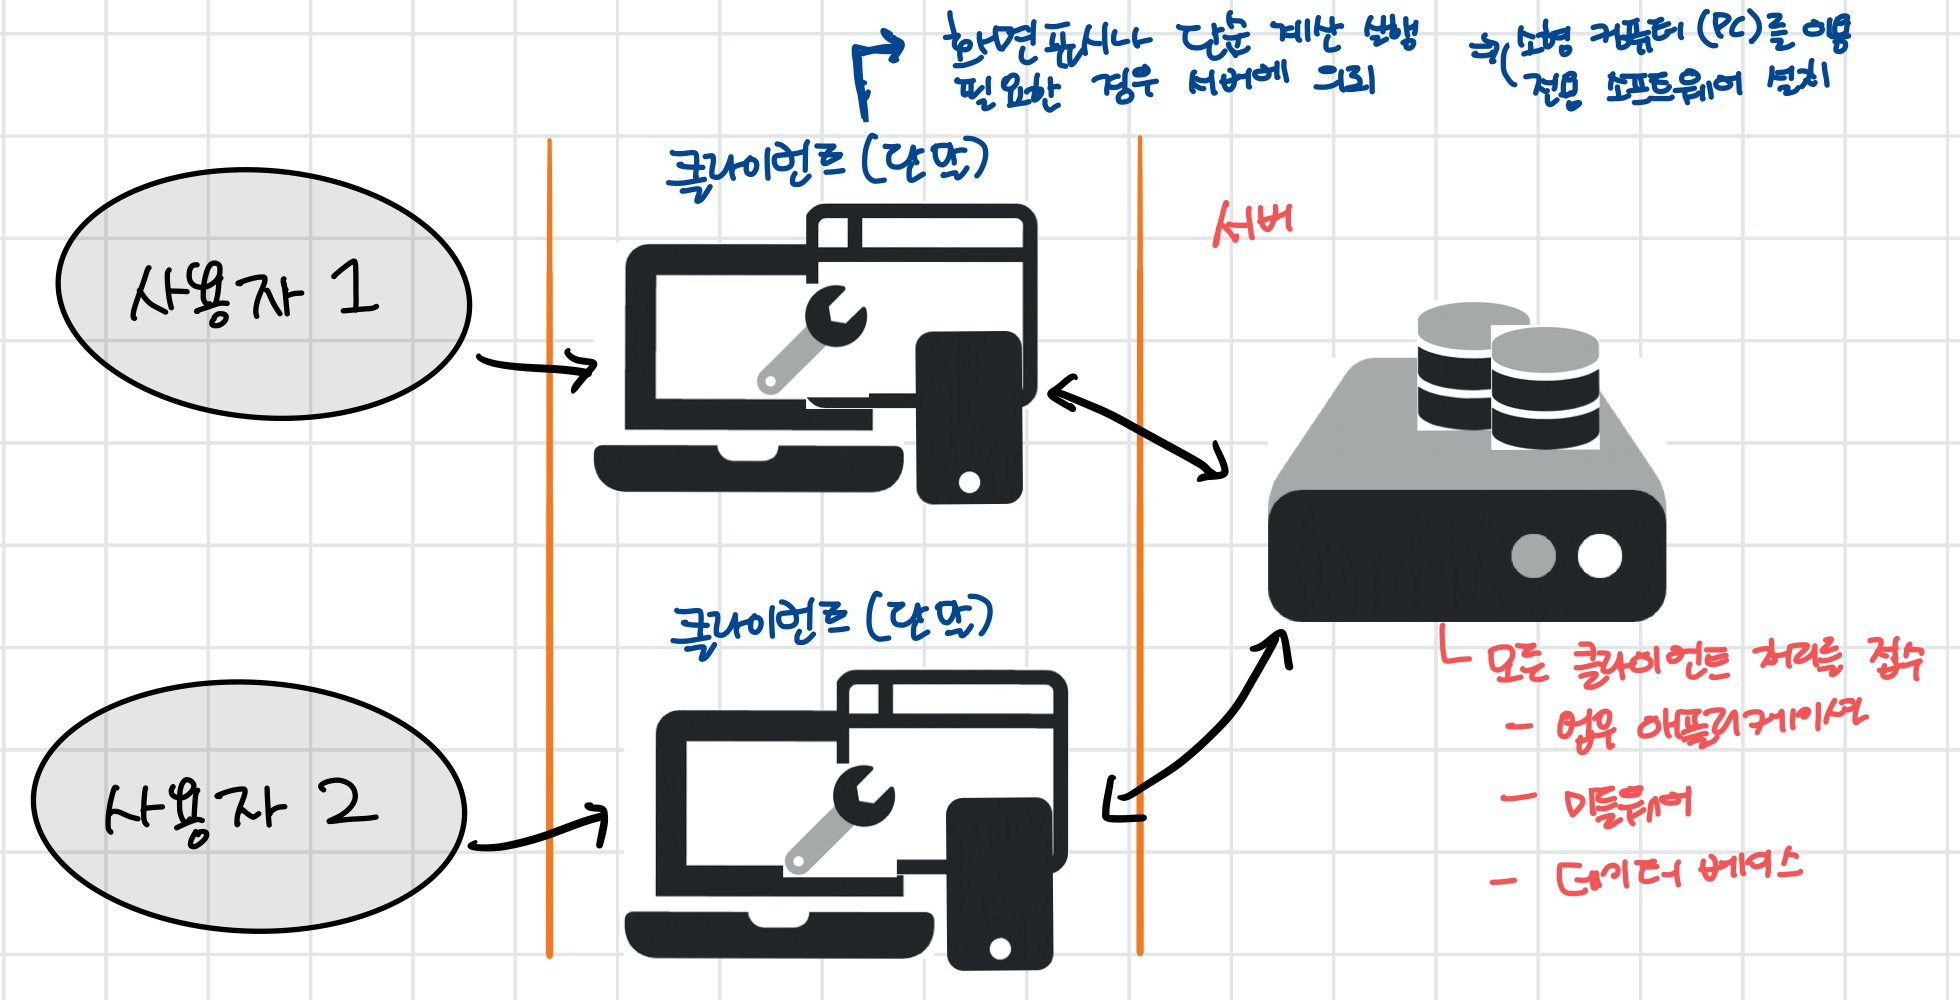 화면표시나 단순 계산 실행
필요한 경우 서버에 의뢰
소형 컴퓨터 (PC)를 이용
전용 소프트웨어 설치
클라이언트 (단말)
서버
사용자 1
클라이언트 (단말)
사용자 2
모든 클라이언트 처리를 접수
- 업무 애플리케이션
- 미들웨어
- 데이터 베이스